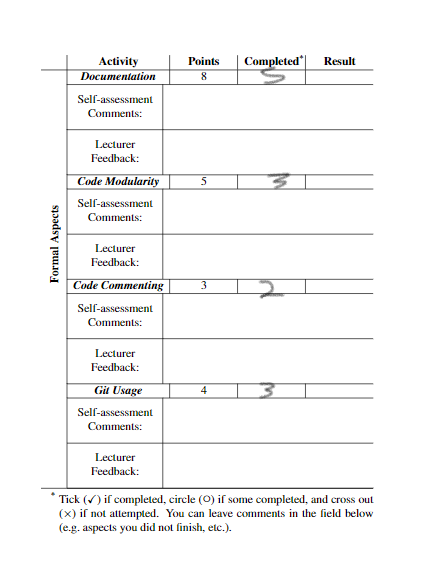 Activity Points Completed* Result
Documentation 8 5
Self-assessment
Comments:
Lecturer
Feedback:
Code Modularity 5 3
Self-assessment
Comments:
Lecturer
Feedback:
Formal Aspects
Code Commenting 3 2
Self-assessment
Comments:
Lecturer
Feedback:
Git Usage 4 3
Self-assessment
Comments:
Lecturer
Feedback:
* Tick (✓) if completed, circle (○) if some completed, and cross out
(×) if not attempted. You can leave comments in the field below
(e.g. aspects you did not finish, etc.).